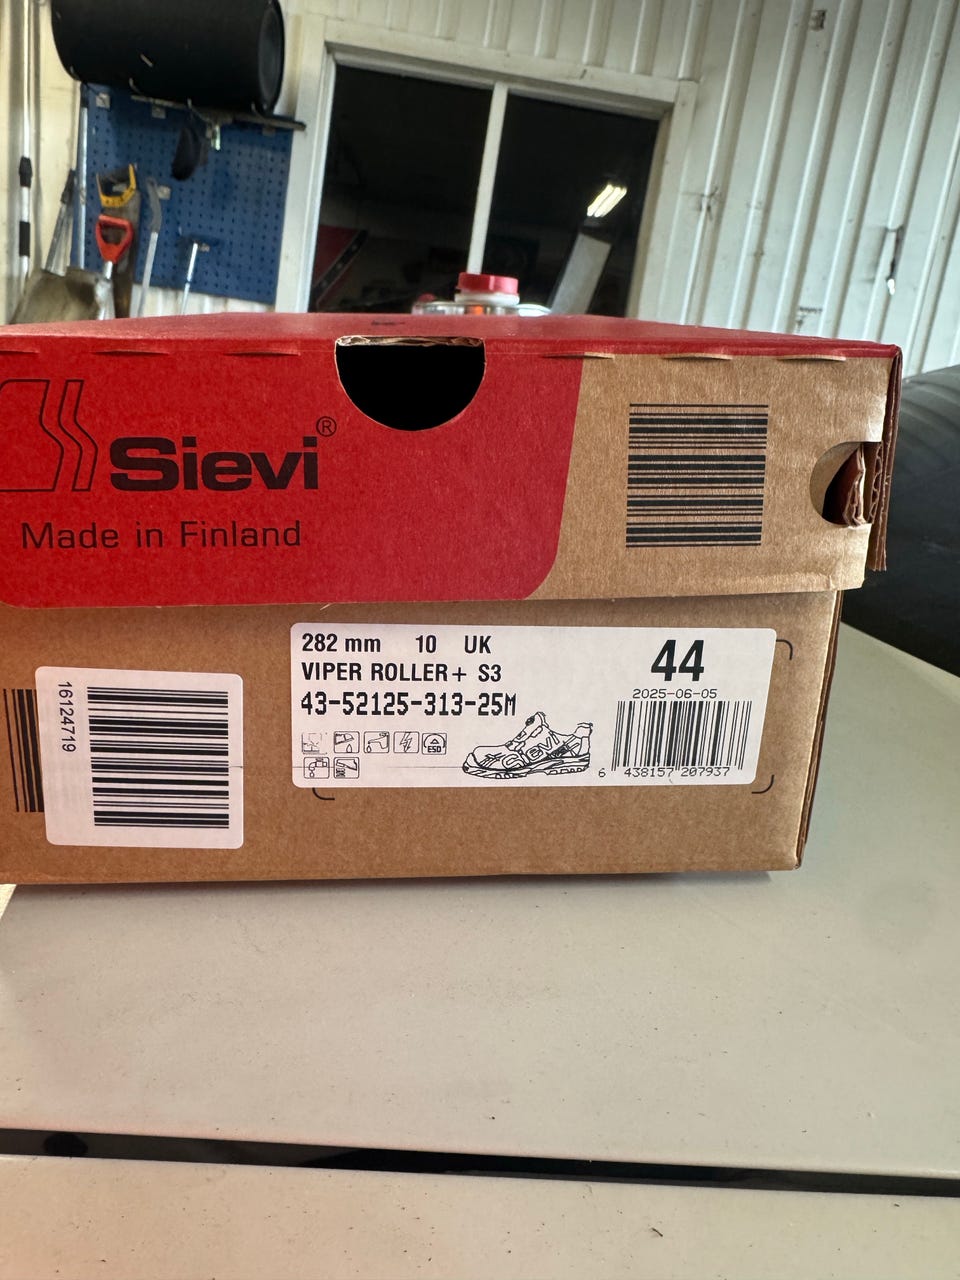 Sievi®
Made in Finland
282 mm 10 UK
VIPER ROLLER+ S3
43-52125-313-25M
44
2025-06-05
ESD
6 438157 207937
16124719